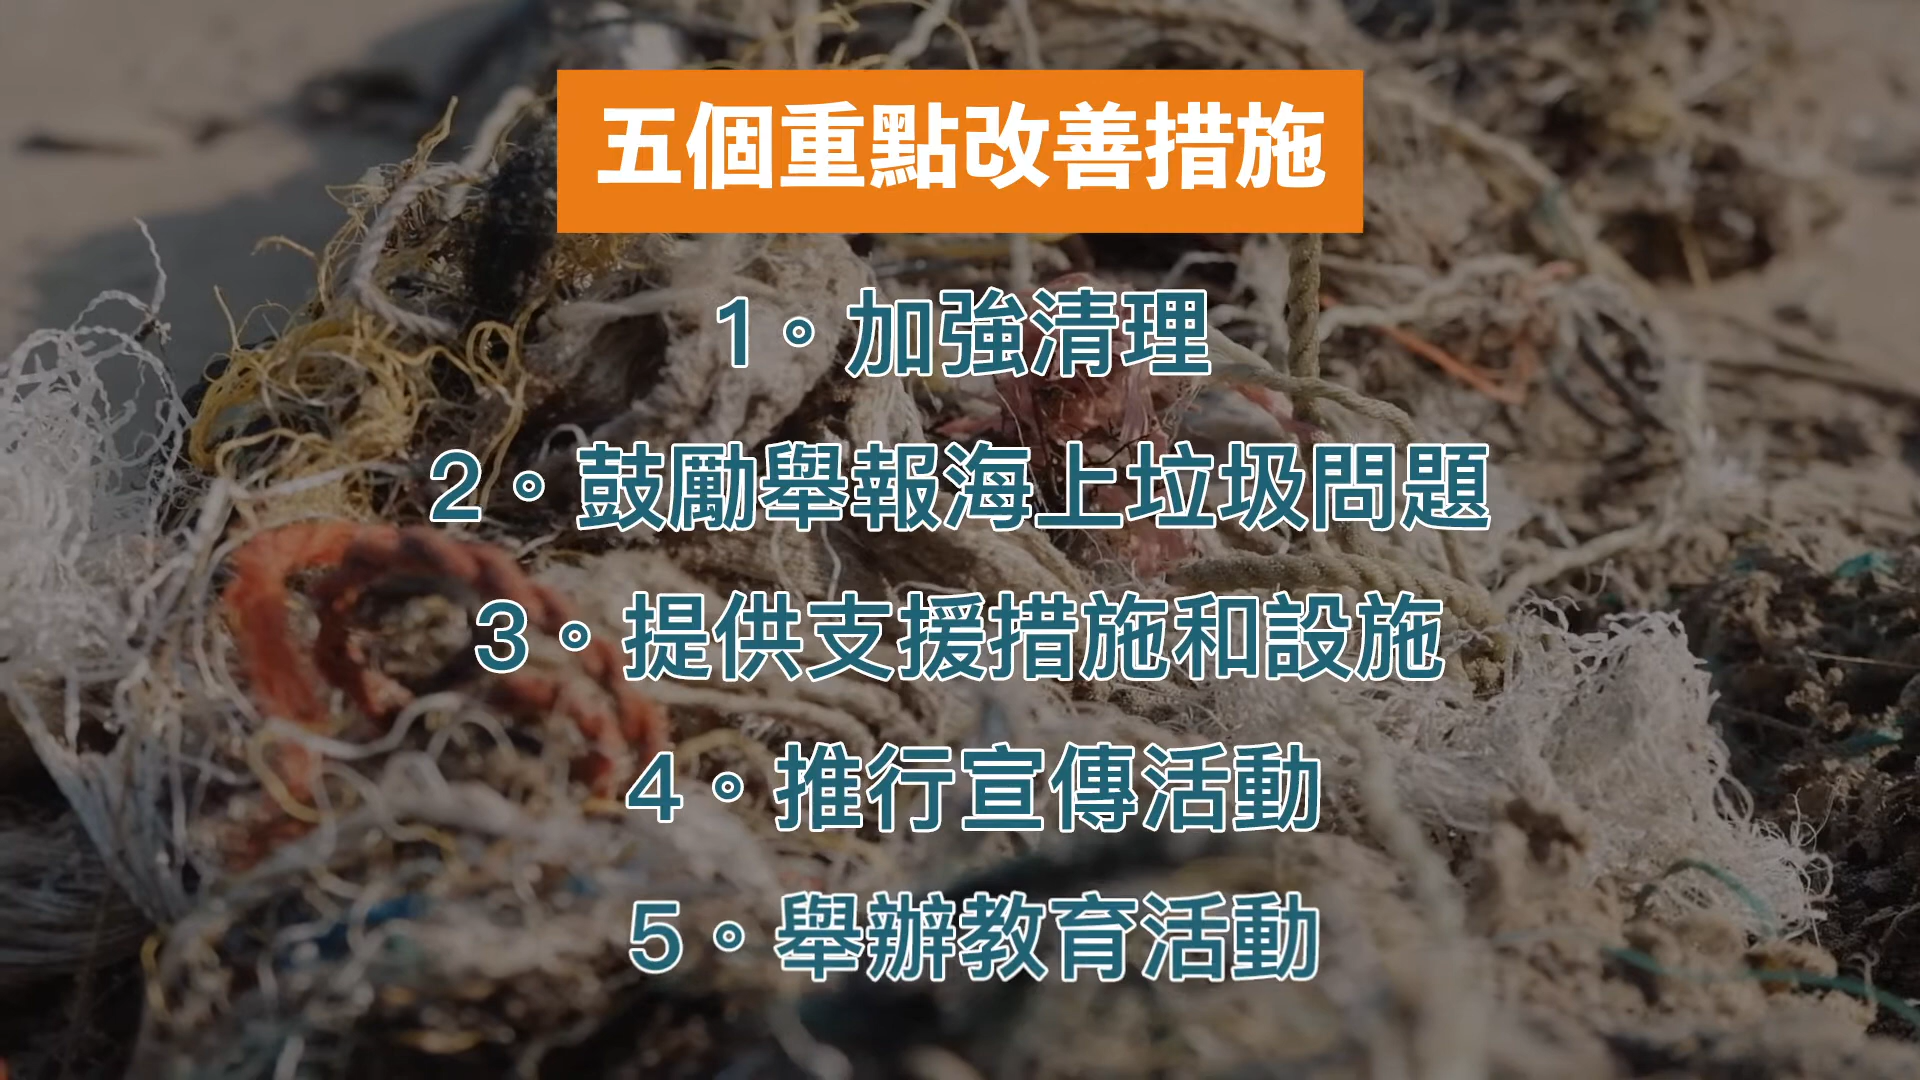 五個重點改善措施
1。加強清理
2。鼓勵舉報海上垃圾問題
3。提供支援措施和設施
4。推行宣傳活動
5。舉辦教育活動